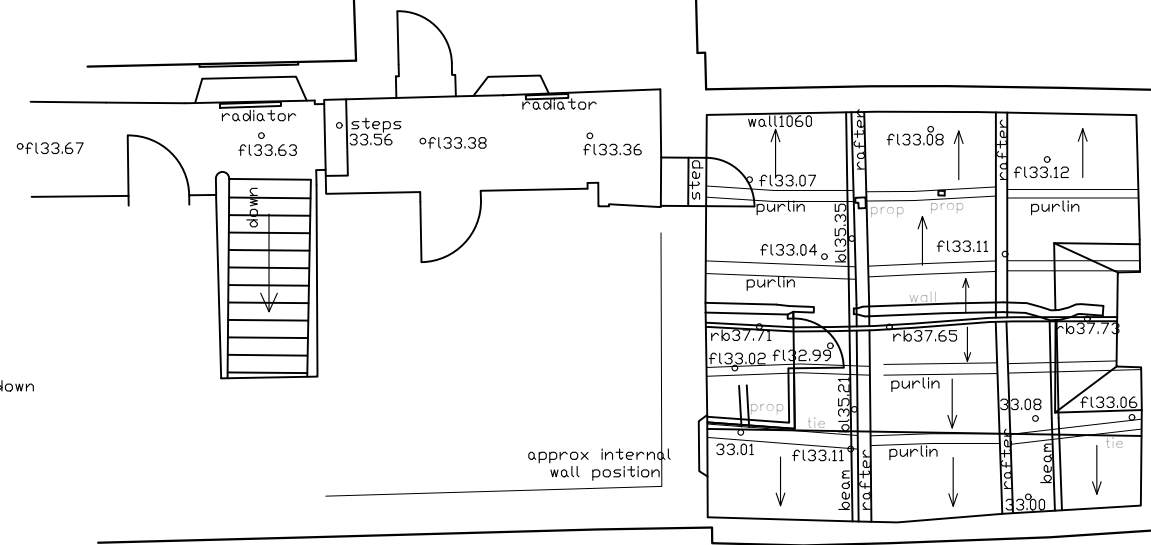 radiator
steps
33.56
fl33.67
fl33.63
fl33.38
radiator
fl33.36
down
down
approx internal
wall position
step
wall1060
rafter
fl33.08
rafter
fl33.12
fl33.07
purlin
prop
prop
purlin
bl35.35
fl33.04
fl33.11
purlin
wall
rb37.71
rb37.65
rb37.73
fl33.02
fl32.99
purlin
prop
tie
bl35.21
33.08
fl33.06
33.01
fl33.11
purlin
tie
beam
rafter
rafter
beam
33.00